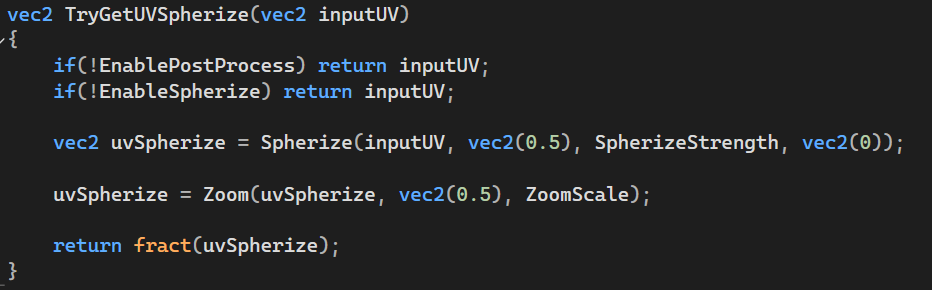 vec2 TryGetUVSpherize(vec2 inputUV)
{
    if(!EnablePostProcess) return inputUV;
    if(!EnableSpherize) return inputUV;
    vec2 uvSpherize = Spherize(inputUV, vec2(0.5), SpherizeStrength, vec2(0));
    uvSpherize = Zoom(uvSpherize, vec2(0.5), ZoomScale);
    return fract(uvSpherize);
}